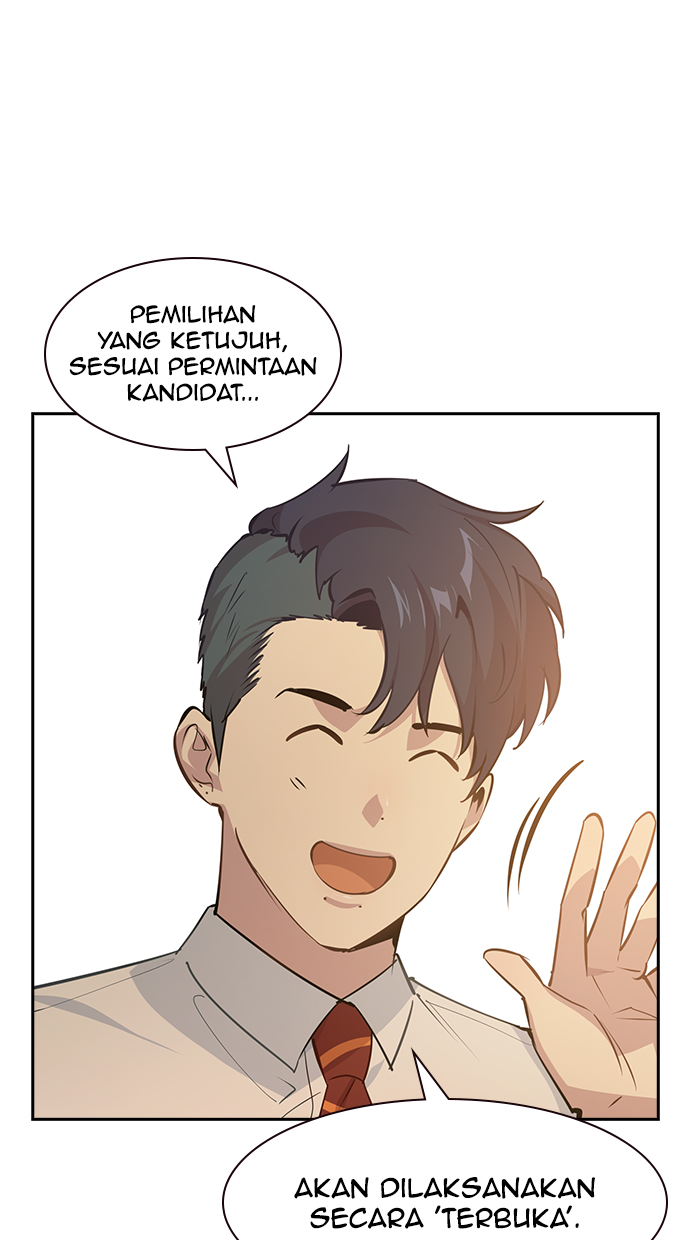 PEMILIHAN
YANG KETUJUH,
SESUAI PERMINTAAN
KANDIDAT...
AKAN DILAKSANAKAN
SECARA 'TERBUKA'.